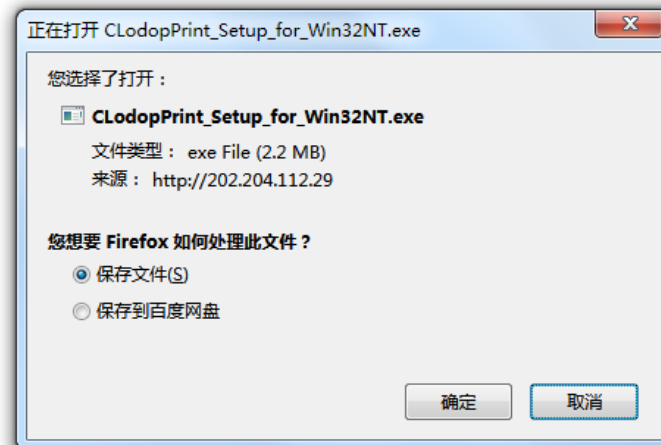 正在打开 CLodopPrint_Setup_for_Win32NT.exe
您选择了打开：
CLodopPrint_Setup_for_Win32NT.exe
文件类型： exe File (2.2 MB)
来源： http://202.204.112.29
您想要 Firefox 如何处理此文件？
保存文件(S)
保存到百度网盘
确定 取消